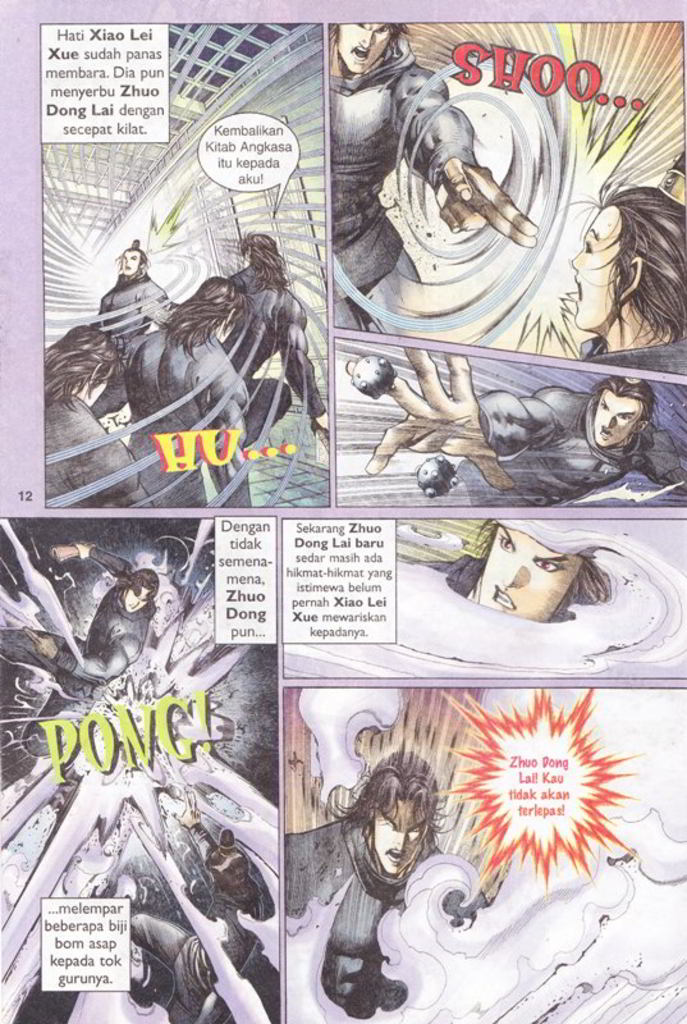 Hati Xiao Lei
Xue sudah panas
membara. Dia pun
menyerbu Zhuo
Dong Lai dengan
secepat kilat.
Kembalikan
Kitab Angkasa
itu kepada
aku!
HU...
SHOO...
12
Dengan
tidak
semena-
mena,
Zhuo
Dong
pun...
PONG!
...melempar
beberapa biji
bom asap
kepada tok
gurunya.
Sekarang Zhuo
Dong Lai baru
sedar masih ada
hikmat-hikmat yang
istimewa belum
pernah Xiao Lei
Xue mewariskan
kepadanya.
Zhuo Dong
Lai! Kau
tidak akan
terlepas!